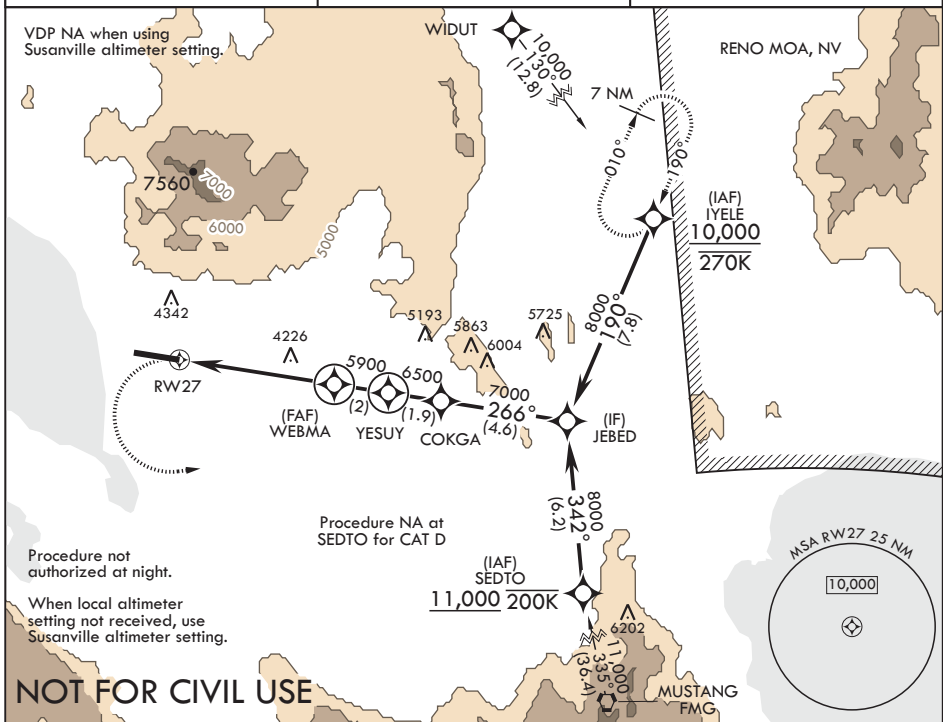 VDP NA when using
Susanville altimeter setting.
WIDUT
10,000
130°
(12.8)
7 NM
RENO MOA, NV
010°
190°
7560
7000
6000
5000
(IAF)
IYELE
10,000
270K
8000
190°
(7.8)
4342
4226
5193
5863
6004
5725
RW27
5900
6500
7000
266°
(4.6)
(2)
(1.9)
(FAF)
WEBMA
YESUY
COKGA
(IF)
JEBED
8000
342°
(6.2)
Procedure NA at
SEDTO for CAT D
(IAF)
SEDTO
11,000 200K
Procedure not
authorized at night.
When local altimeter
setting not received, use
Susanville altimeter setting.
6202
11,000
335°
(36.4)
MUSTANG
FMG
MSA RW27 25 NM
10,000
NOT FOR CIVIL USE